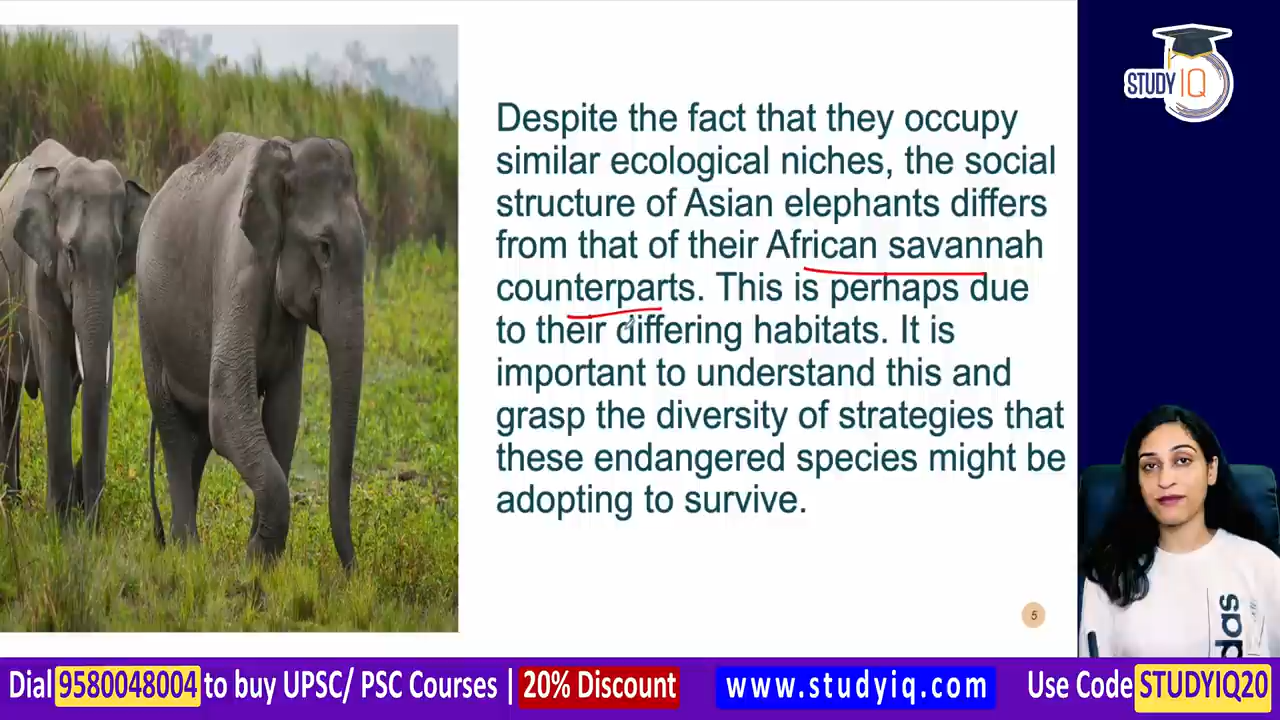 STUDY IQ
Despite the fact that they occupy
similar ecological niches, the social
structure of Asian elephants differs
from that of their African savannah
counterparts. This is perhaps due
to their differing habitats. It is
important to understand this and
grasp the diversity of strategies that
these endangered species might be
adopting to survive.
5
das
Dial 9580048004 to buy UPSC/ PSC Courses | 20% Discount www.studyiq.com Use Code STUDYIQ20